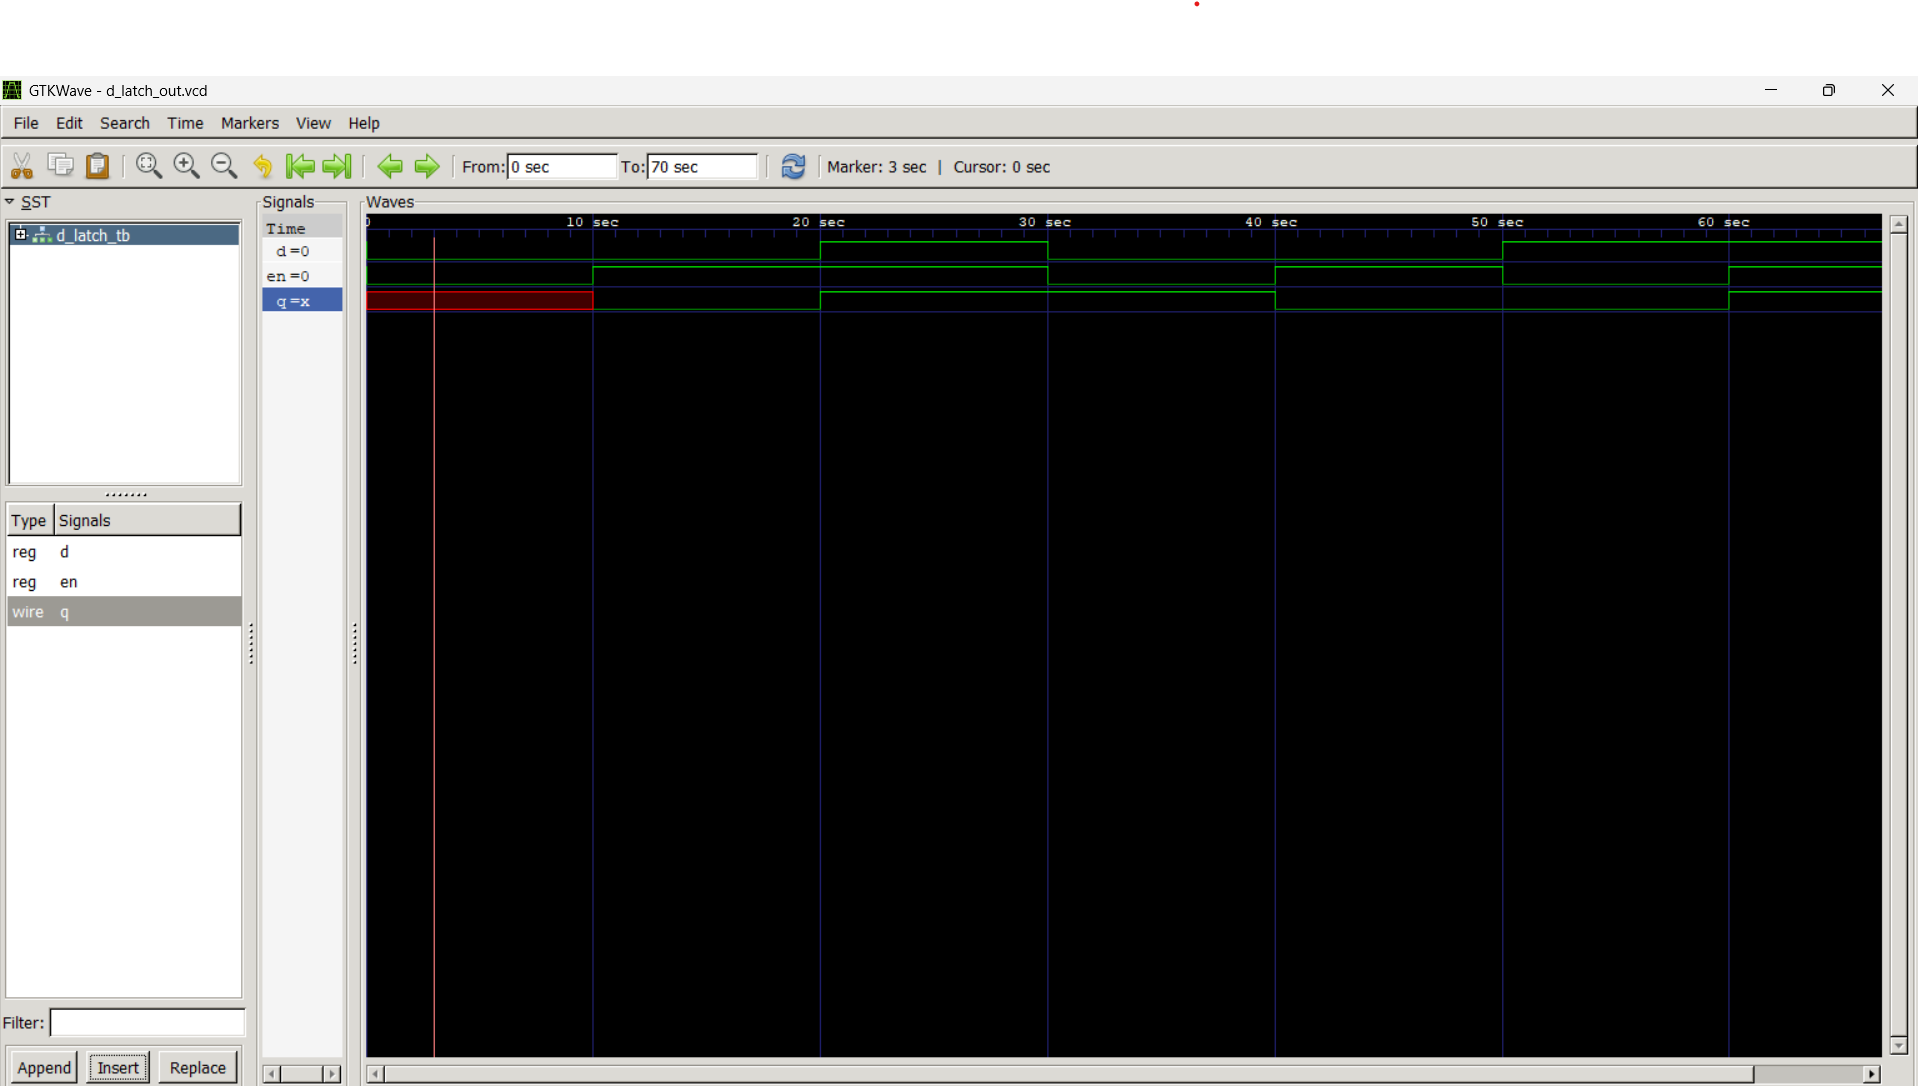 GTKWave - d_latch_out.vcd
File Edit Search Time Markers View Help
From: 0 sec To: 70 sec Marker: 3 sec | Cursor: 0 sec
SST
d_latch_tb
Type Signals
reg d
reg en
wire q
Filter:
Append Insert Replace
Signals
Time
d=0
en=0
q=x
Waves
0 10 sec 20 sec 30 sec 40 sec 50 sec 60 sec